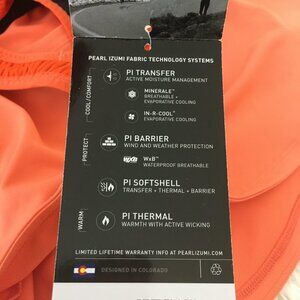 PEARL IZUMI FABRIC TECHNOLOGY SYSTEMS
COOL/COMFORT
PI TRANSFER
ACTIVE MOISTURE MANAGEMENT
MINERALE™
BREATHABLE +
EVAPORATIVE COOLING
IN-R-COOL®
EVAPORATIVE COOLING
PROTECT
PI BARRIER
WIND AND WEATHER PROTECTION
WxB™
WATERPROOF BREATHABLE
WARM
PI SOFTSHELL
TRANSFER + THERMAL + BARRIER
PI THERMAL
WARMTH WITH ACTIVE WICKING
LIMITED LIFETIME WARRANTY INFO AT PEARLIZUMI.COM
DESIGNED IN COLORADO